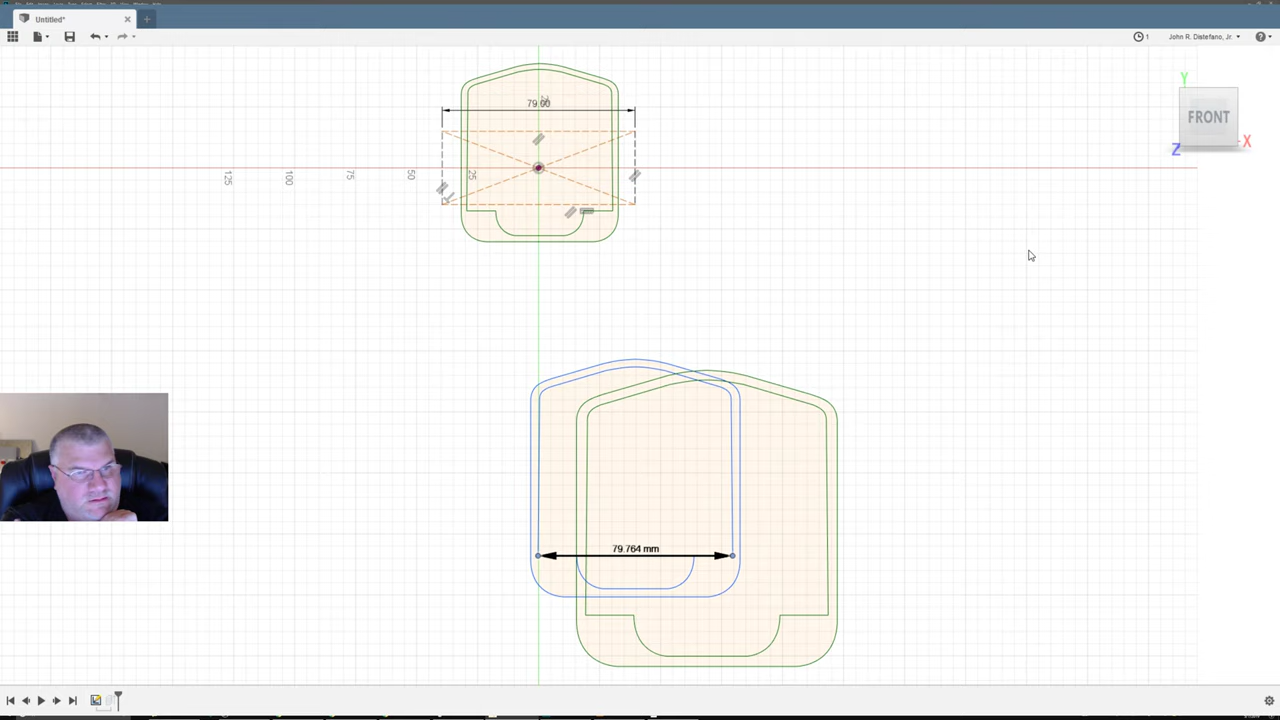 Untitled*
1
John R. Distefano, Jr.
Y
FRONT
X
Z
79.60
125
100
75
50
25
79.764 mm